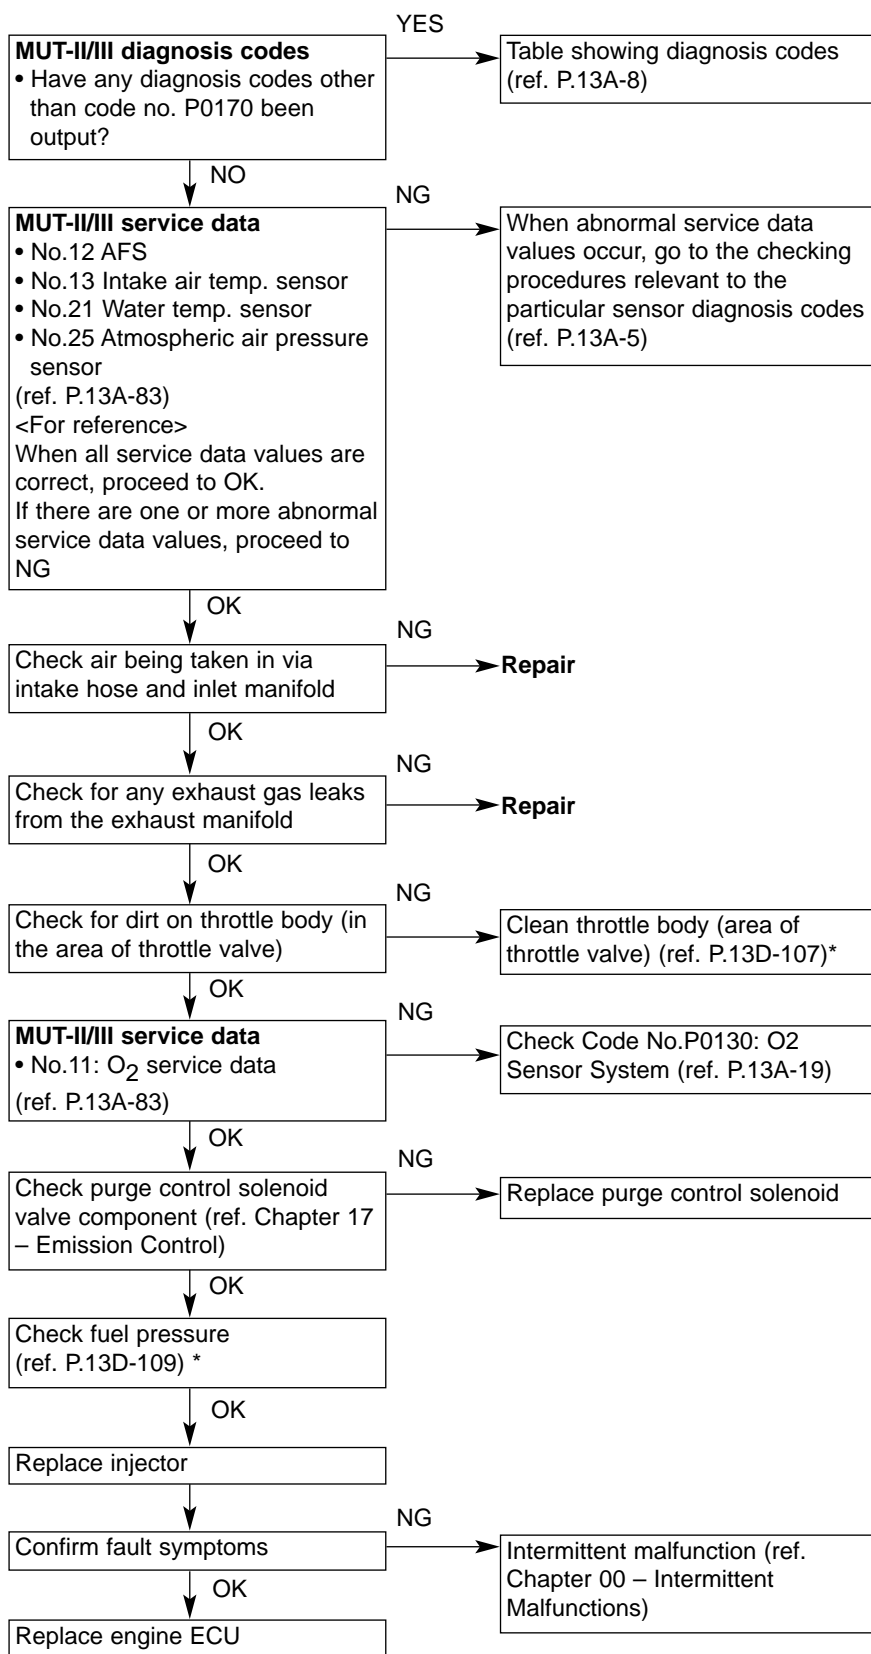 YES
MUT-II/III diagnosis codes
• Have any diagnosis codes other
than code no. P0170 been
output?
Table showing diagnosis codes
(ref. P.13A-8)
NO
NG
MUT-II/III service data
• No.12 AFS
• No.13 Intake air temp. sensor
• No.21 Water temp. sensor
• No.25 Atmospheric air pressure
sensor
(ref. P.13A-83)
<For reference>
When all service data values are
correct, proceed to OK.
If there are one or more abnormal
service data values, proceed to
NG
When abnormal service data
values occur, go to the checking
procedures relevant to the
particular sensor diagnosis codes
(ref. P.13A-5)
OK
NG
Check air being taken in via
intake hose and inlet manifold
Repair
OK
NG
Check for any exhaust gas leaks
from the exhaust manifold
Repair
OK
NG
Check for dirt on throttle body (in
the area of throttle valve)
Clean throttle body (area of
throttle valve) (ref. P.13D-107)*
OK
NG
MUT-II/III service data
• No.11: O2 service data
(ref. P.13A-83)
Check Code No.P0130: O2
Sensor System (ref. P.13A-19)
OK
NG
Check purge control solenoid
valve component (ref. Chapter 17
– Emission Control)
Replace purge control solenoid
OK
Check fuel pressure
(ref. P.13D-109) *
OK
Replace injector
NG
Confirm fault symptoms
Intermittent malfunction (ref.
Chapter 00 – Intermittent
Malfunctions)
OK
Replace engine ECU